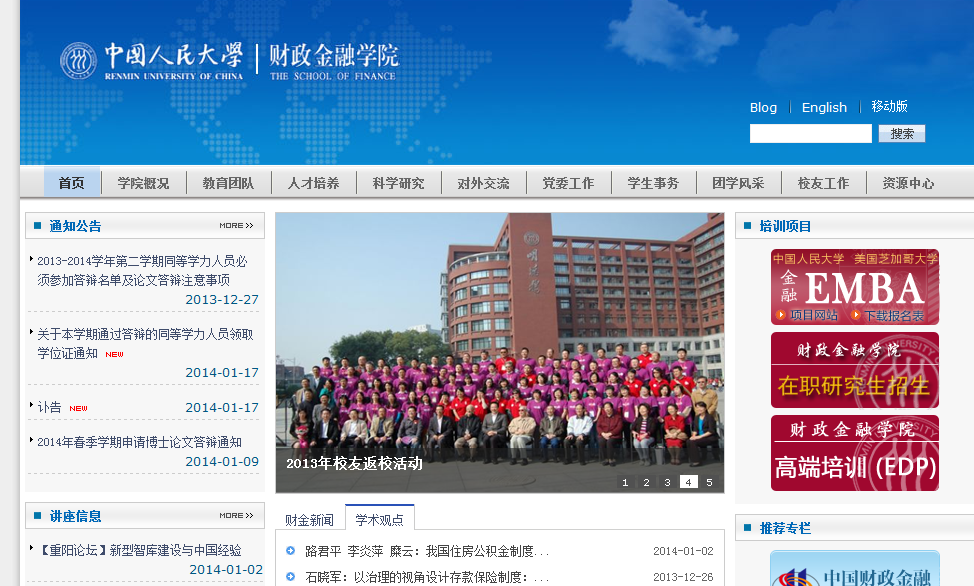 中国人民大学 财政金融学院
RENMIN UNIVERSITY OF CHINA THE SCHOOL OF FINANCE
Blog English 移动版
搜索
首页 学院概况 教育团队 人才培养 科学研究 对外交流 党委工作 学生事务 团学风采 校友工作 资源中心
通知公告 MORE
2013-2014学年第二学期同等学力人员必
须参加答辩名单及论文答辩注意事项
2013-12-27
关于本学期通过答辩的同等学力人员领取
学位证通知 NEW
2014-01-17
讣告 NEW 2014-01-17
2014年春季学期申请博士论文答辩通知
2014-01-09
讲座信息 MORE
【重阳论坛】新型智库建设与中国经验
2014-01-02
明德
2013年校友返校活动
1 2 3 4 5
财金新闻 学术观点
路君平 李炎萍 糜云：我国住房公积金制度... 2014-01-02
石晓军：以治理的视角设计存款保险制度：... 2013-12-26
培训项目
中国人民大学 美国芝加哥大学
金融 EMBA
项目网站 下载报名表
财政金融学院
在职研究生招生
财政金融学院
高端培训 (EDP)
推荐专栏
中国财政金融